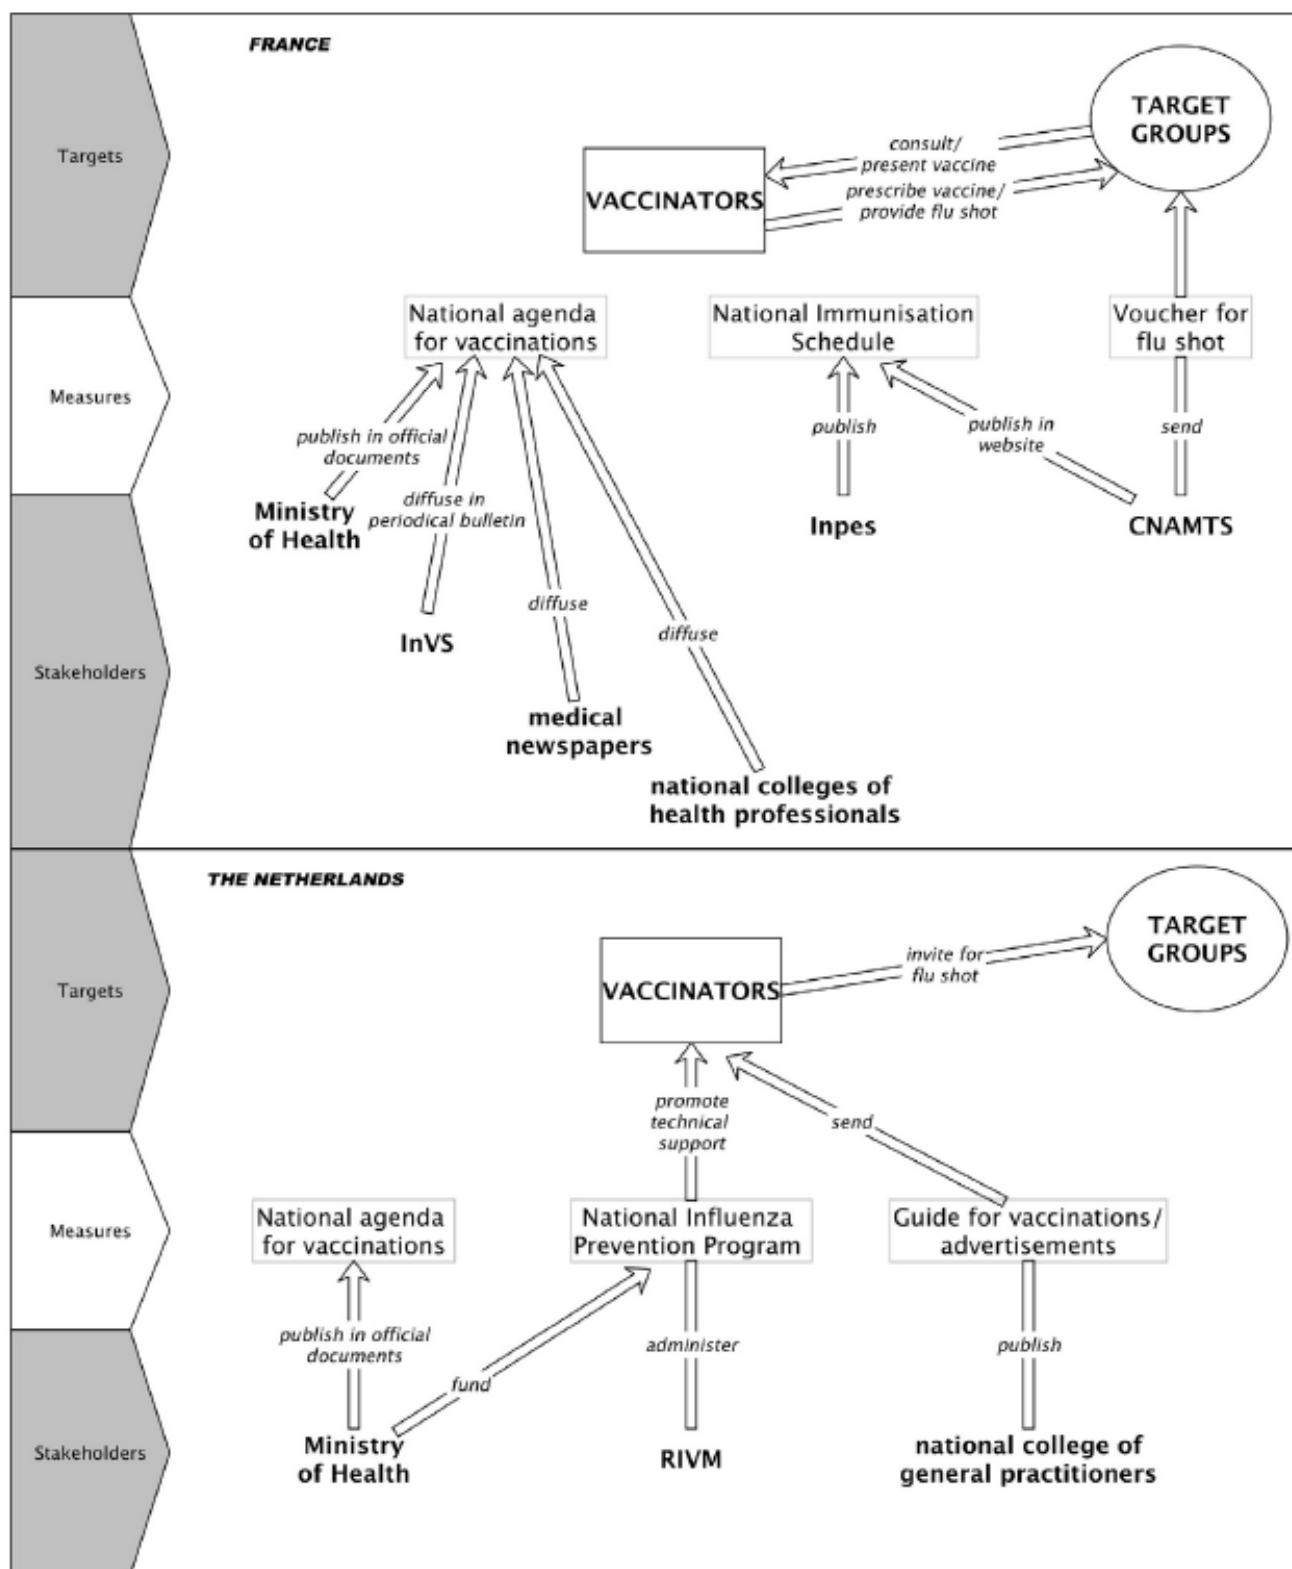 FRANCE
Targets
TARGET
GROUPS
consult/
present vaccine
VACCINATORS
prescribe vaccine/
provide flu shot
Measures
National agenda
for vaccinations
National Immunisation
Schedule
Voucher for
flu shot
publish in official
documents
publish
publish in
website
send
diffuse in
periodical bulletin
Stakeholders
Ministry
of Health
Inpes
CNAMTS
diffuse
diffuse
InVS
medical
newspapers
national colleges of
health professionals
THE NETHERLANDS
Targets
TARGET
GROUPS
VACCINATORS
invite for
flu shot
promote
technical
support
send
Measures
National agenda
for vaccinations
National Influenza
Prevention Program
Guide for vaccinations/
advertisements
publish in official
documents
fund
administer
publish
Stakeholders
Ministry
of Health
RIVM
national college of
general practitioners